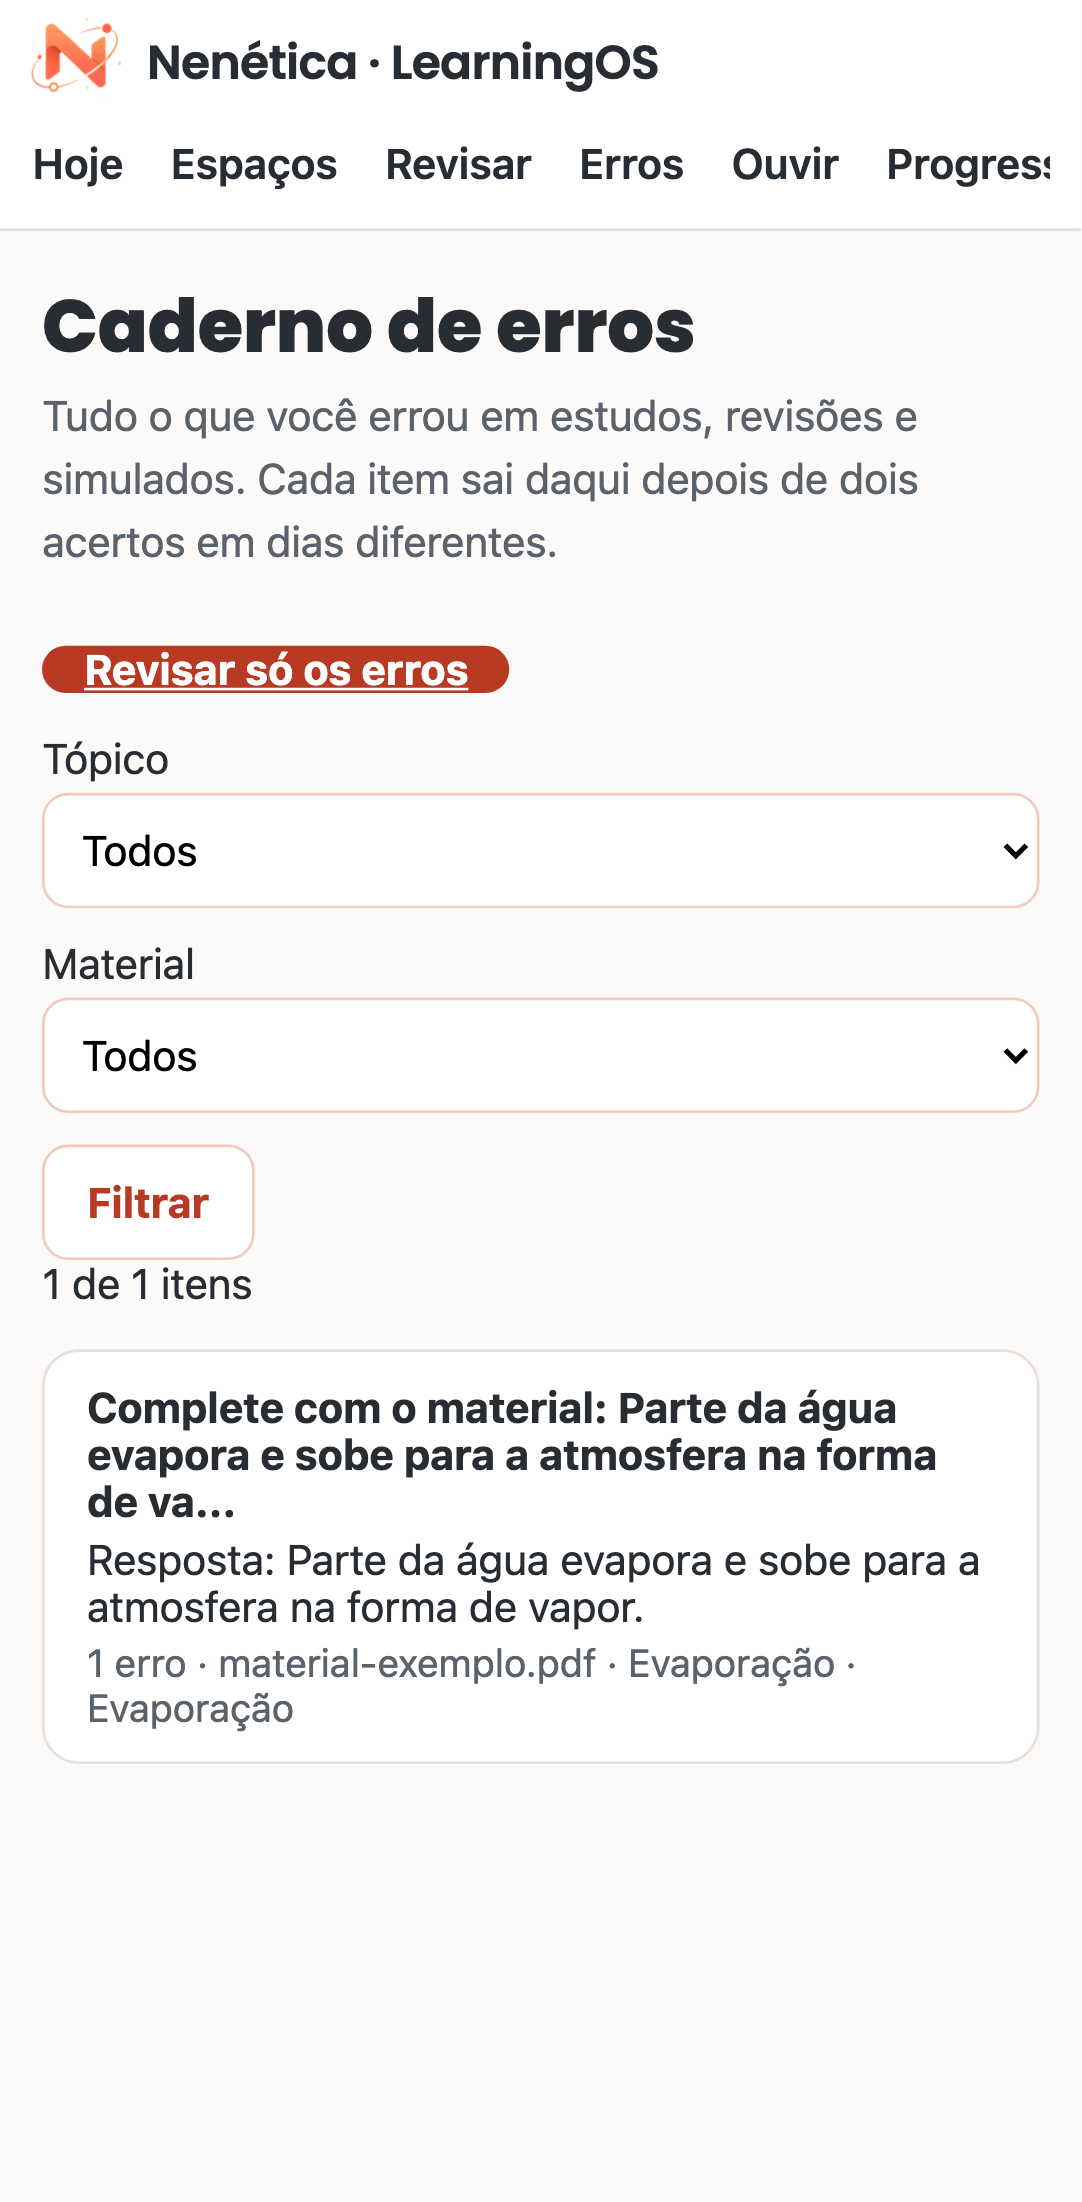 Nenética · LearningOS
Hoje Espaços Revisar Erros Ouvir Progress
Caderno de erros
Tudo o que você errou em estudos, revisões e
simulados. Cada item sai daqui depois de dois
acertos em dias diferentes.
Revisar só os erros
Tópico
Todos
Material
Todos
Filtrar
1 de 1 itens
Complete com o material: Parte da água
evapora e sobe para a atmosfera na forma
de va...
Resposta: Parte da água evapora e sobe para a
atmosfera na forma de vapor.
1 erro · material-exemplo.pdf · Evaporação ·
Evaporação